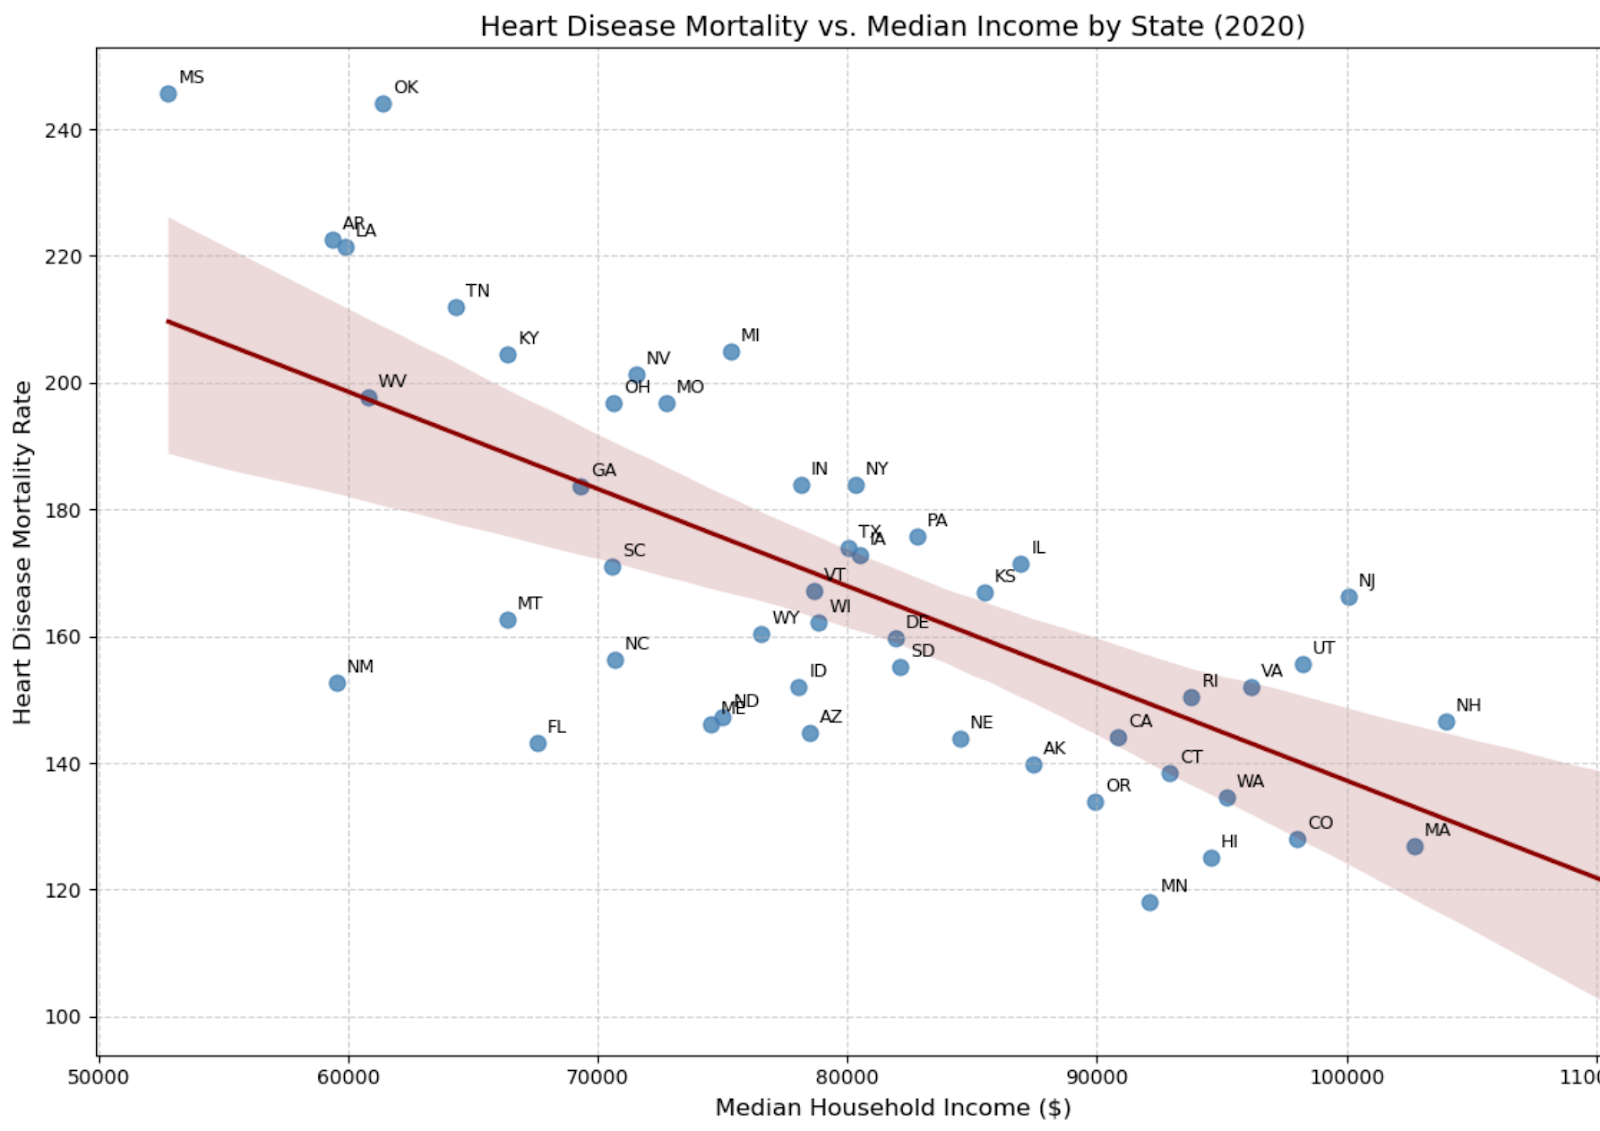 Heart Disease Mortality vs. Median Income by State (2020)
MS
OK
240
AR
LA
220
TN
KY
MI
NV
200
WV
OH
MO
GA
IN
NY
180
PA
TX
IA
SC
IL
VT
KS
NJ
MT
WI
160
WY
DE
NC
SD
UT
NM
ID
RI
VA
ME
ND
NH
FL
AZ
NE
CA
140
AK
CT
OR
WA
CO
MA
HI
120
MN
100
Heart Disease Mortality Rate
50000 60000 70000 80000 90000 100000 1100
Median Household Income ($)